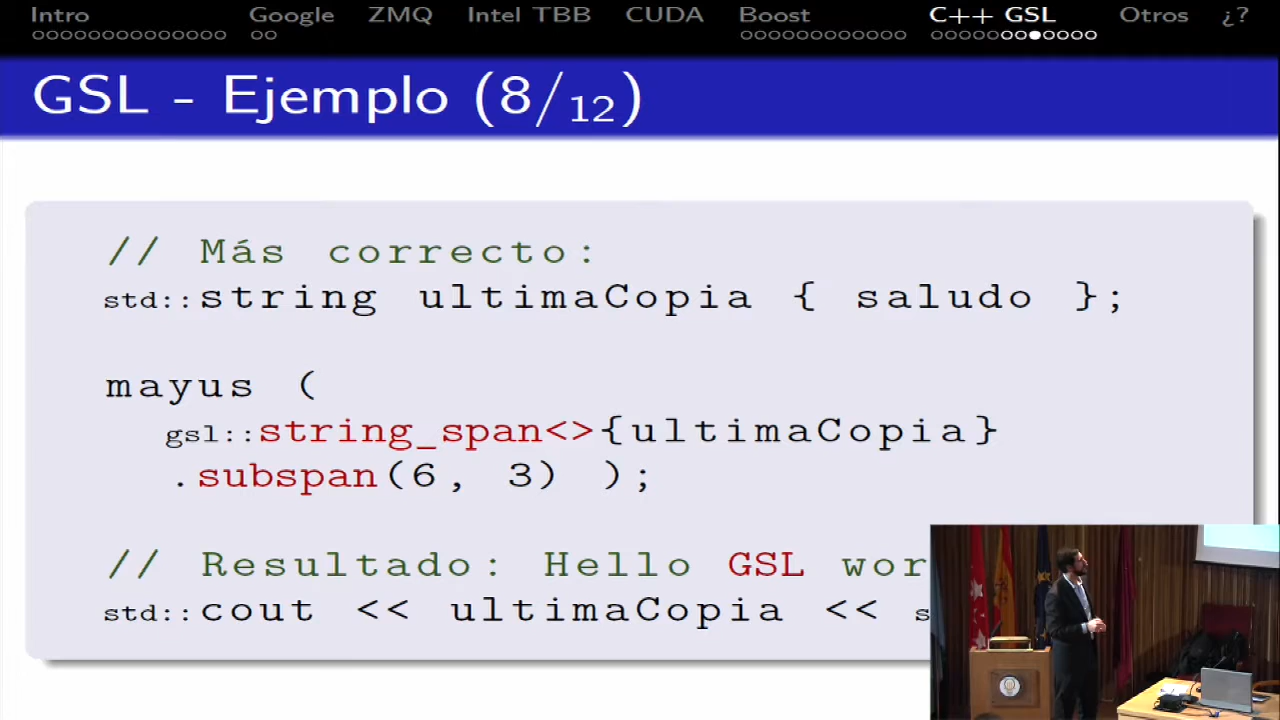 Intro Google ZMQ Intel TBB CUDA Boost C++ GSL Otros ¿?
GSL - Ejemplo (8/12)
// Más correcto:
std::string ultimaCopia { saludo };
mayus (
gsl::string_span<>{ultimaCopia}
.subspan(6, 3) );
// Resultado: Hello GSL
std::cout << ultimaCopia <<